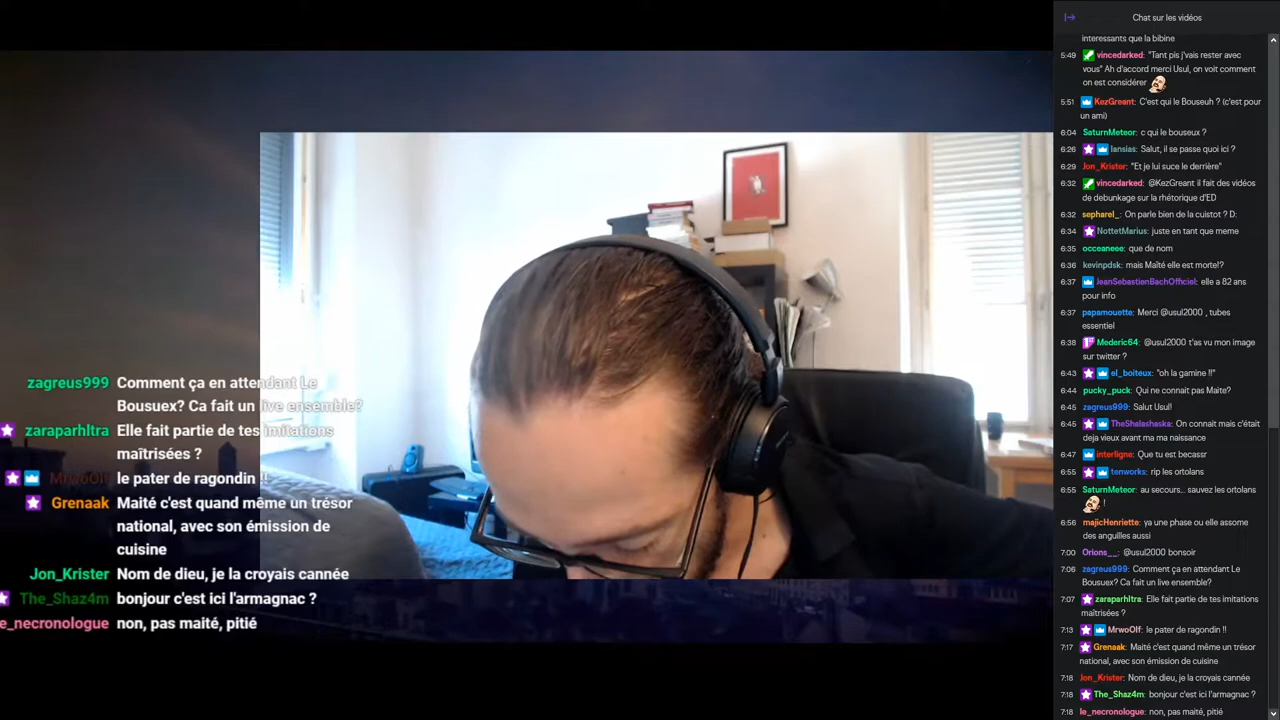 zagreus999 Comment ça en attendant Le
Bousuex? Ca fait un live ensemble?
zaraparhltra Elle fait partie de tes imitations
maîtrisées ?
MrwoOlf le pater de ragondin !!
Grenaak Maité c'est quand même un trésor
national, avec son émission de
cuisine
Jon_Krister Nom de dieu, je la croyais cannée
The_Shaz4m bonjour c'est ici l'armagnac ?
le_necronologue non, pas maité, pitié
Chat sur les vidéos
interessants que la bibine
5:49 vincedarked: "Tant pis j'vais rester avec
vous" Ah d'accord merci Usul, on voit comment
on est considérer
5:51 KezGreant: C'est qui le Bouseuh ? (c'est pour
un ami)
6:04 SaturnMeteor: c qui le bouseux ?
6:26 lansias: Salut, il se passe quoi ici ?
6:29 Jon_Krister: "Et je lui suce le derrière"
6:32 vincedarked: @KezGreant il fait des vidéos
de debunkage sur la rhétorique d'ED
6:32 sepharel_: On parle bien de la cuistot ? D:
6:34 NottetMarius: juste en tant que meme
6:35 occeaneee: que de nom
6:36 kevinpdsk: mais Maîté elle est morte!?
6:37 JeanSebastienBachOfficiel: elle a 82 ans
pour info
6:37 papamouette: Merci @usul2000 , tubes
essentiel
6:38 Mederic64: @usul2000 t'as vu mon image
sur twitter ?
6:43 el_boiteux: "oh la gamine !!"
6:44 pucky_puck: Qui ne connait pas Maite?
6:45 zagreus999: Salut Usul!
6:45 TheShalashaska: On connait mais c'était
deja vieux avant ma ma naissance
6:47 interligne: Que tu est becassr
6:55 tenworks: rip les ortolans
6:55 SaturnMeteor: au secours... sauvez les ortolans
!
6:56 majicHenriette: ya une phase ou elle assome
des anguilles aussi
7:00 Orions__: @usul2000 bonsoir
7:06 zagreus999: Comment ça en attendant Le
Bousuex? Ca fait un live ensemble?
7:07 zaraparhltra: Elle fait partie de tes imitations
maîtrisées ?
7:13 MrwoOlf: le pater de ragondin !!
7:17 Grenaak: Maité c'est quand même un trésor
national, avec son émission de cuisine
7:18 Jon_Krister: Nom de dieu, je la croyais cannée
7:18 The_Shaz4m: bonjour c'est ici l'armagnac ?
7:18 le_necronologue: non, pas maité, pitié